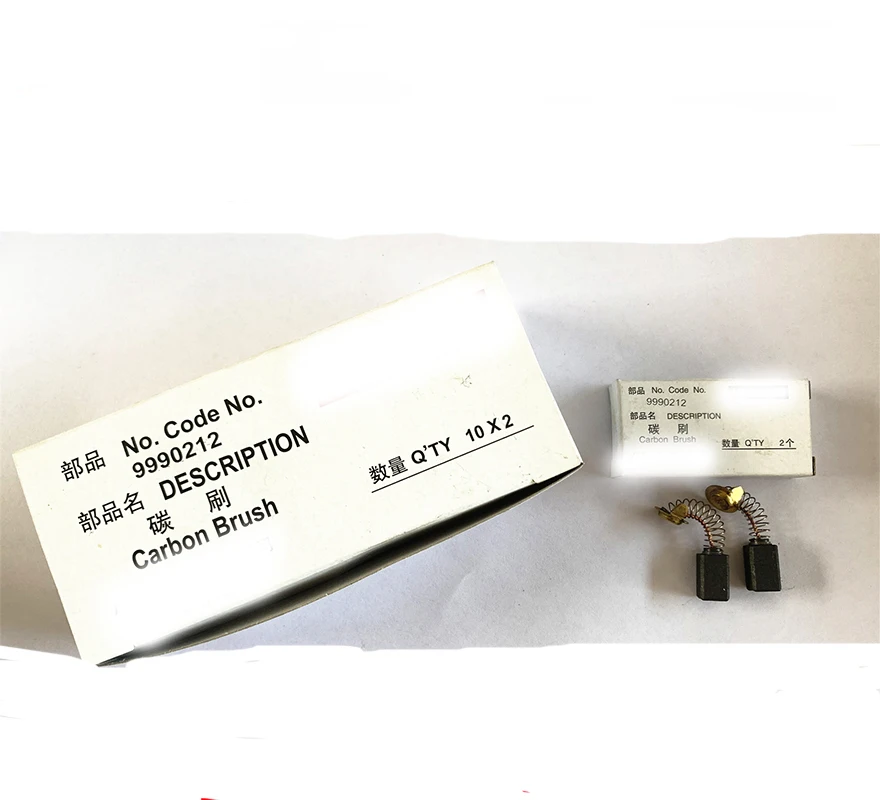 部品 No. Code No.
9990212
部品名 DESCRIPTION
碳 刷
Carbon Brush
数量 Q'TY 10 X 2
部品 No. Code No.
9990212
部品名 DESCRIPTION
碳 刷
Carbon Brush
数量 Q'TY 2个